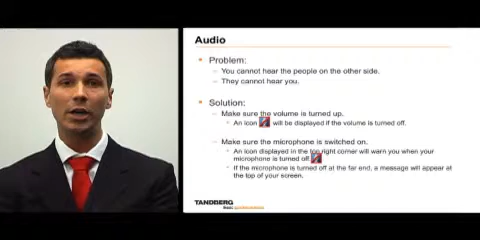 Audio
Problem:
– You cannot hear the people on the other side.
– They cannot hear you.
Solution:
– Make sure the volume is turned up.
An icon will be displayed if the volume is turned off.
– Make sure the microphone is switched on.
An icon displayed in the top right corner will warn you when your
microphone is turned off.
If the microphone is turned off at the far end, a message will appear
at the top of your screen.
TANDBERG